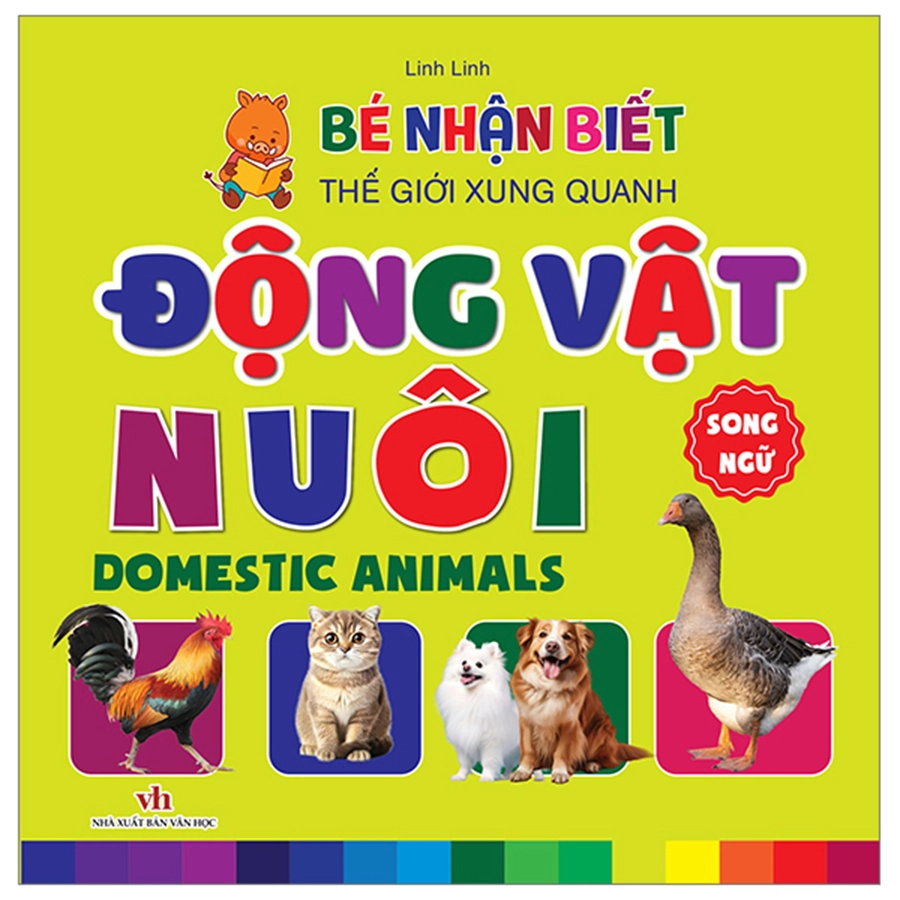 Linh Linh
BÉ NHẬN BIẾT
THẾ GIỚI XUNG QUANH
ĐỘNG VẬT
NUÔI
SONG
NGỮ
DOMESTIC ANIMALS
vh
NHÀ XUẤT BẢN VĂN HỌC